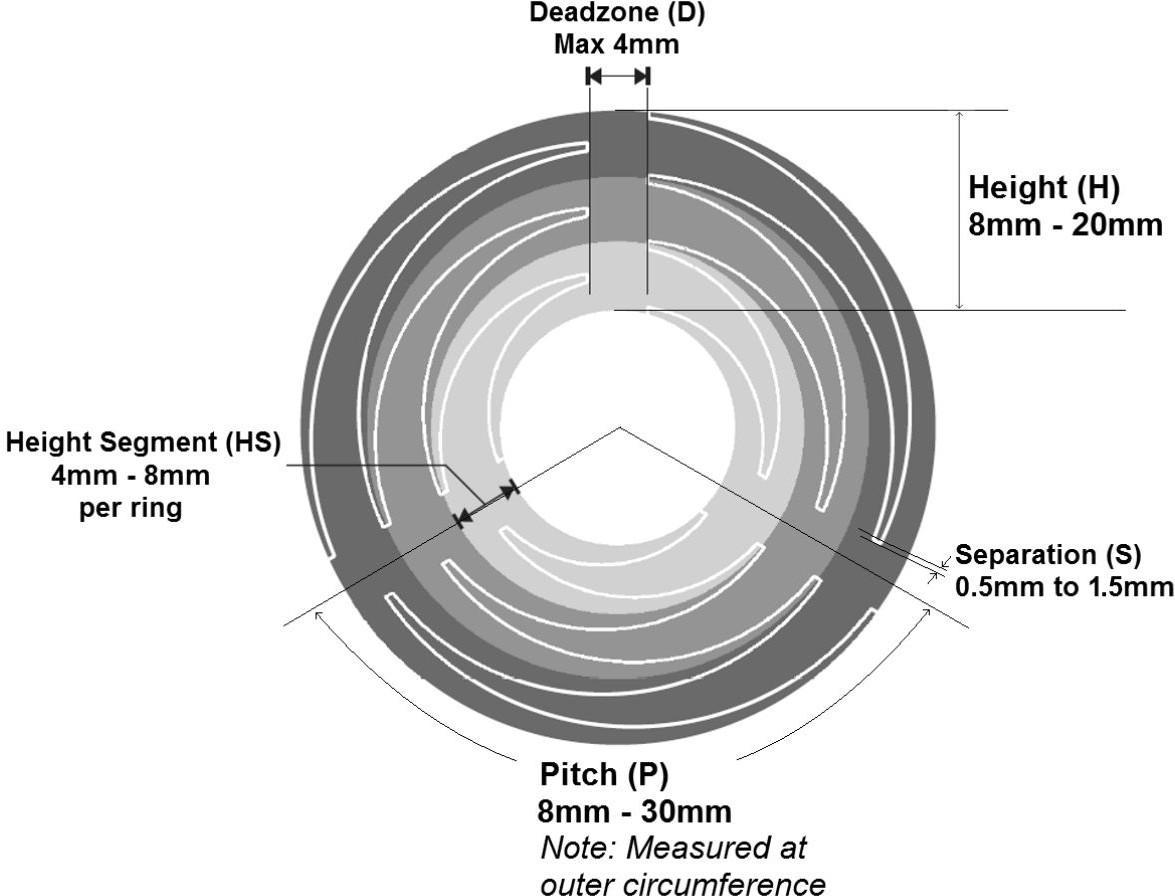 Deadzone (D)
Max 4mm
Height (H)
8mm - 20mm
Height Segment (HS)
4mm - 8mm
per ring
Separation (S)
0.5mm to 1.5mm
Pitch (P)
8mm - 30mm
Note: Measured at
outer circumference